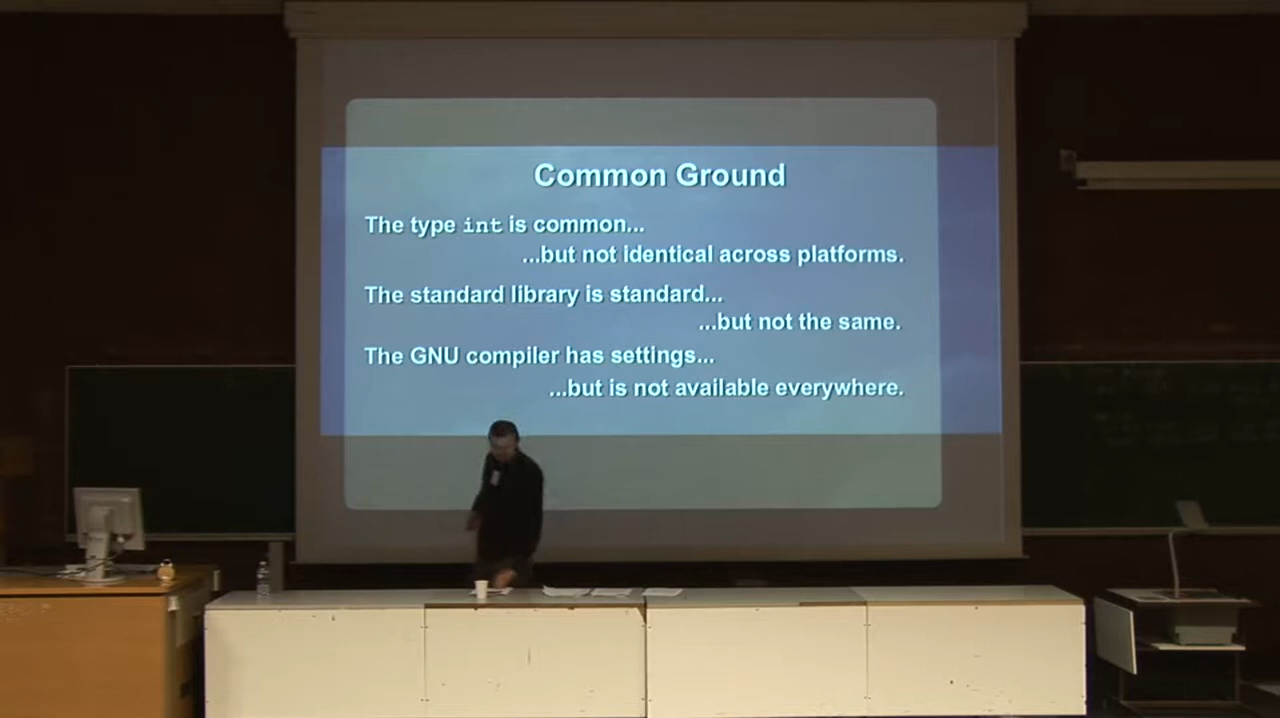 Common Ground
The type int is common...
...but not identical across platforms.
The standard library is standard...
...but not the same.
The GNU compiler has settings...
...but is not available everywhere.